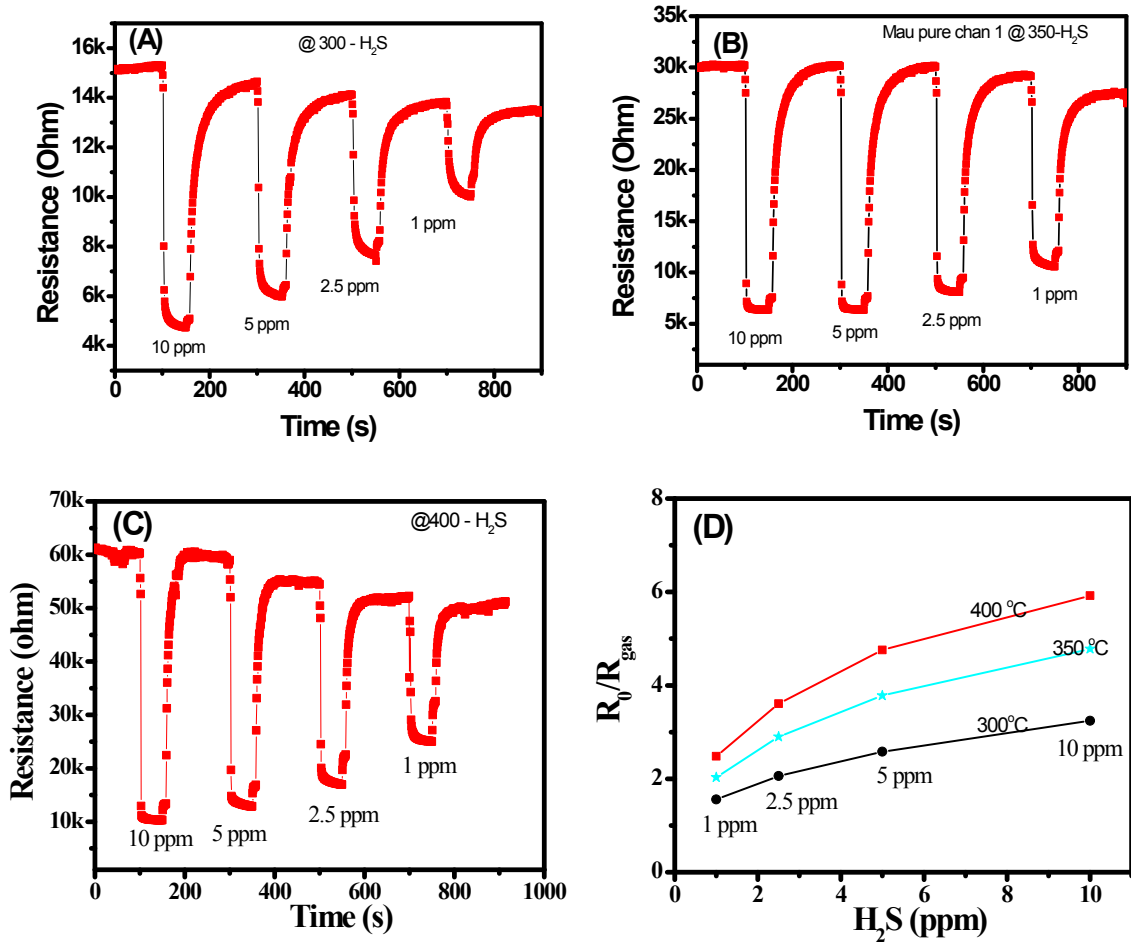 (A)
@ 300 - H₂S
16k
14k
12k
10k
8k
6k
4k
Resistance (Ohm)
10 ppm
5 ppm
2.5 ppm
1 ppm
0 200 400 600 800
Time (s)
(B)
Mau pure chan 1 @ 350-H₂S
35k
30k
25k
20k
15k
10k
5k
Resistance (Ohm)
10 ppm
5 ppm
2.5 ppm
1 ppm
0 200 400 600 800
Time (s)
(C)
@400 - H₂S
70k
60k
50k
40k
30k
20k
10k
Resistance (ohm)
10 ppm
5 ppm
2.5 ppm
1 ppm
0 200 400 600 800 1000
Time (s)
(D)
8
6
4
2
0
R₀/R gas
400 °C
350 °C
300°C
1 ppm
2.5 ppm
5 ppm
10 ppm
0 2 4 6 8 10
H₂S (ppm)